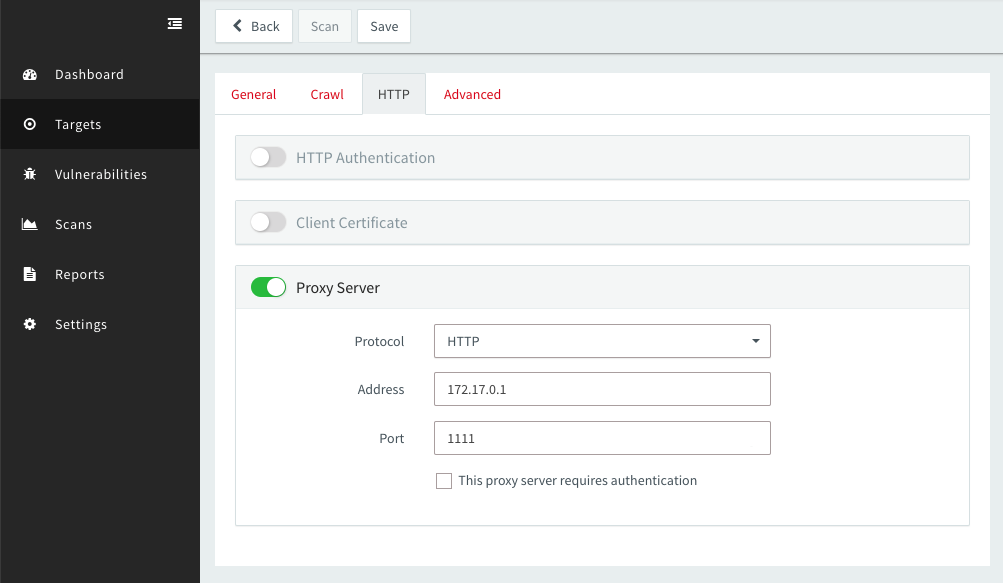 Back Scan Save
Dashboard
Targets
Vulnerabilities
Scans
Reports
Settings
General Crawl HTTP Advanced
HTTP Authentication
Client Certificate
Proxy Server
Protocol HTTP
Address 172.17.0.1
Port 1111
This proxy server requires authentication